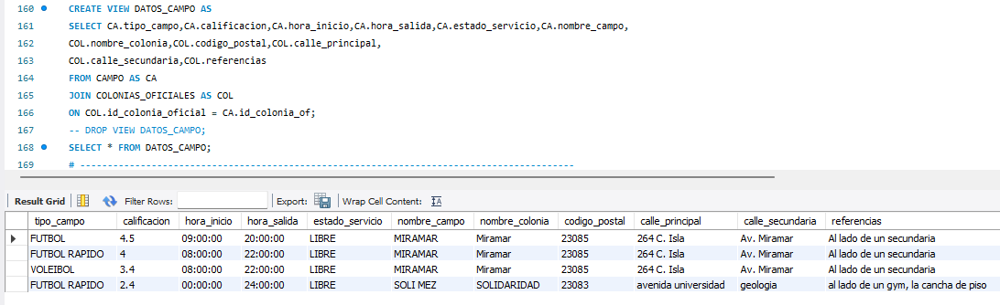 160 CREATE VIEW DATOS_CAMPO AS
161 SELECT CA.tipo_campo,CA.calificacion,CA.hora_inicio,CA.hora_salida,CA.estado_servicio,CA.nombre_campo,
162 COL.nombre_colonia,COL.codigo_postal,COL.calle_principal,
163 COL.calle_secundaria,COL.referencias
164 FROM CAMPO AS CA
165 JOIN COLONIAS_OFICIALES AS COL
166 ON COL.id_colonia_oficial = CA.id_colonia_of;
167 -- DROP VIEW DATOS_CAMPO;
168 SELECT * FROM DATOS_CAMPO;
169 # --------------------------------------------------------------------------------
Result Grid Filter Rows: Export: Wrap Cell Content:
tipo_campo calificacion hora_inicio hora_salida estado_servicio nombre_campo nombre_colonia codigo_postal calle_principal calle_secundaria referencias
FUTBOL 4.5 09:00:00 20:00:00 LIBRE MIRAMAR Miramar 23085 264 C. Isla Av. Miramar Al lado de un secundaria
FUTBOL RAPIDO 4 08:00:00 22:00:00 LIBRE MIRAMAR Miramar 23085 264 C. Isla Av. Miramar Al lado de un secundaria
VOLEIBOL 3.4 08:00:00 22:00:00 LIBRE MIRAMAR Miramar 23085 264 C. Isla Av. Miramar Al lado de un secundaria
FUTBOL RAPIDO 2.4 00:00:00 24:00:00 LIBRE SOLI MEZ SOLIDARIDAD 23083 avenida universidad geologia al lado de un gym, la cancha de piso